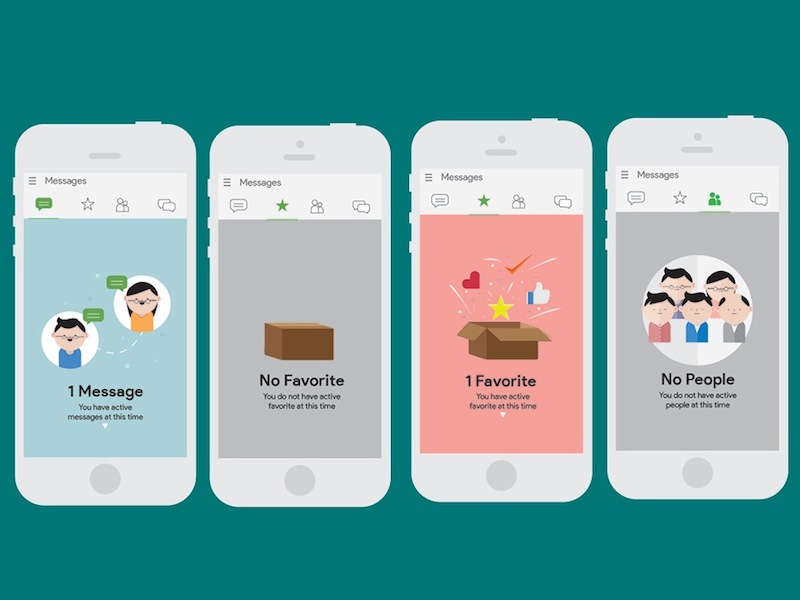 Messages
1 Message
You have active
messages at this time
Messages
No Favorite
You do not have active
favorite at this time
Messages
1 Favorite
You have active
favorite at this time
Messages
No People
You do not have active
people at this time